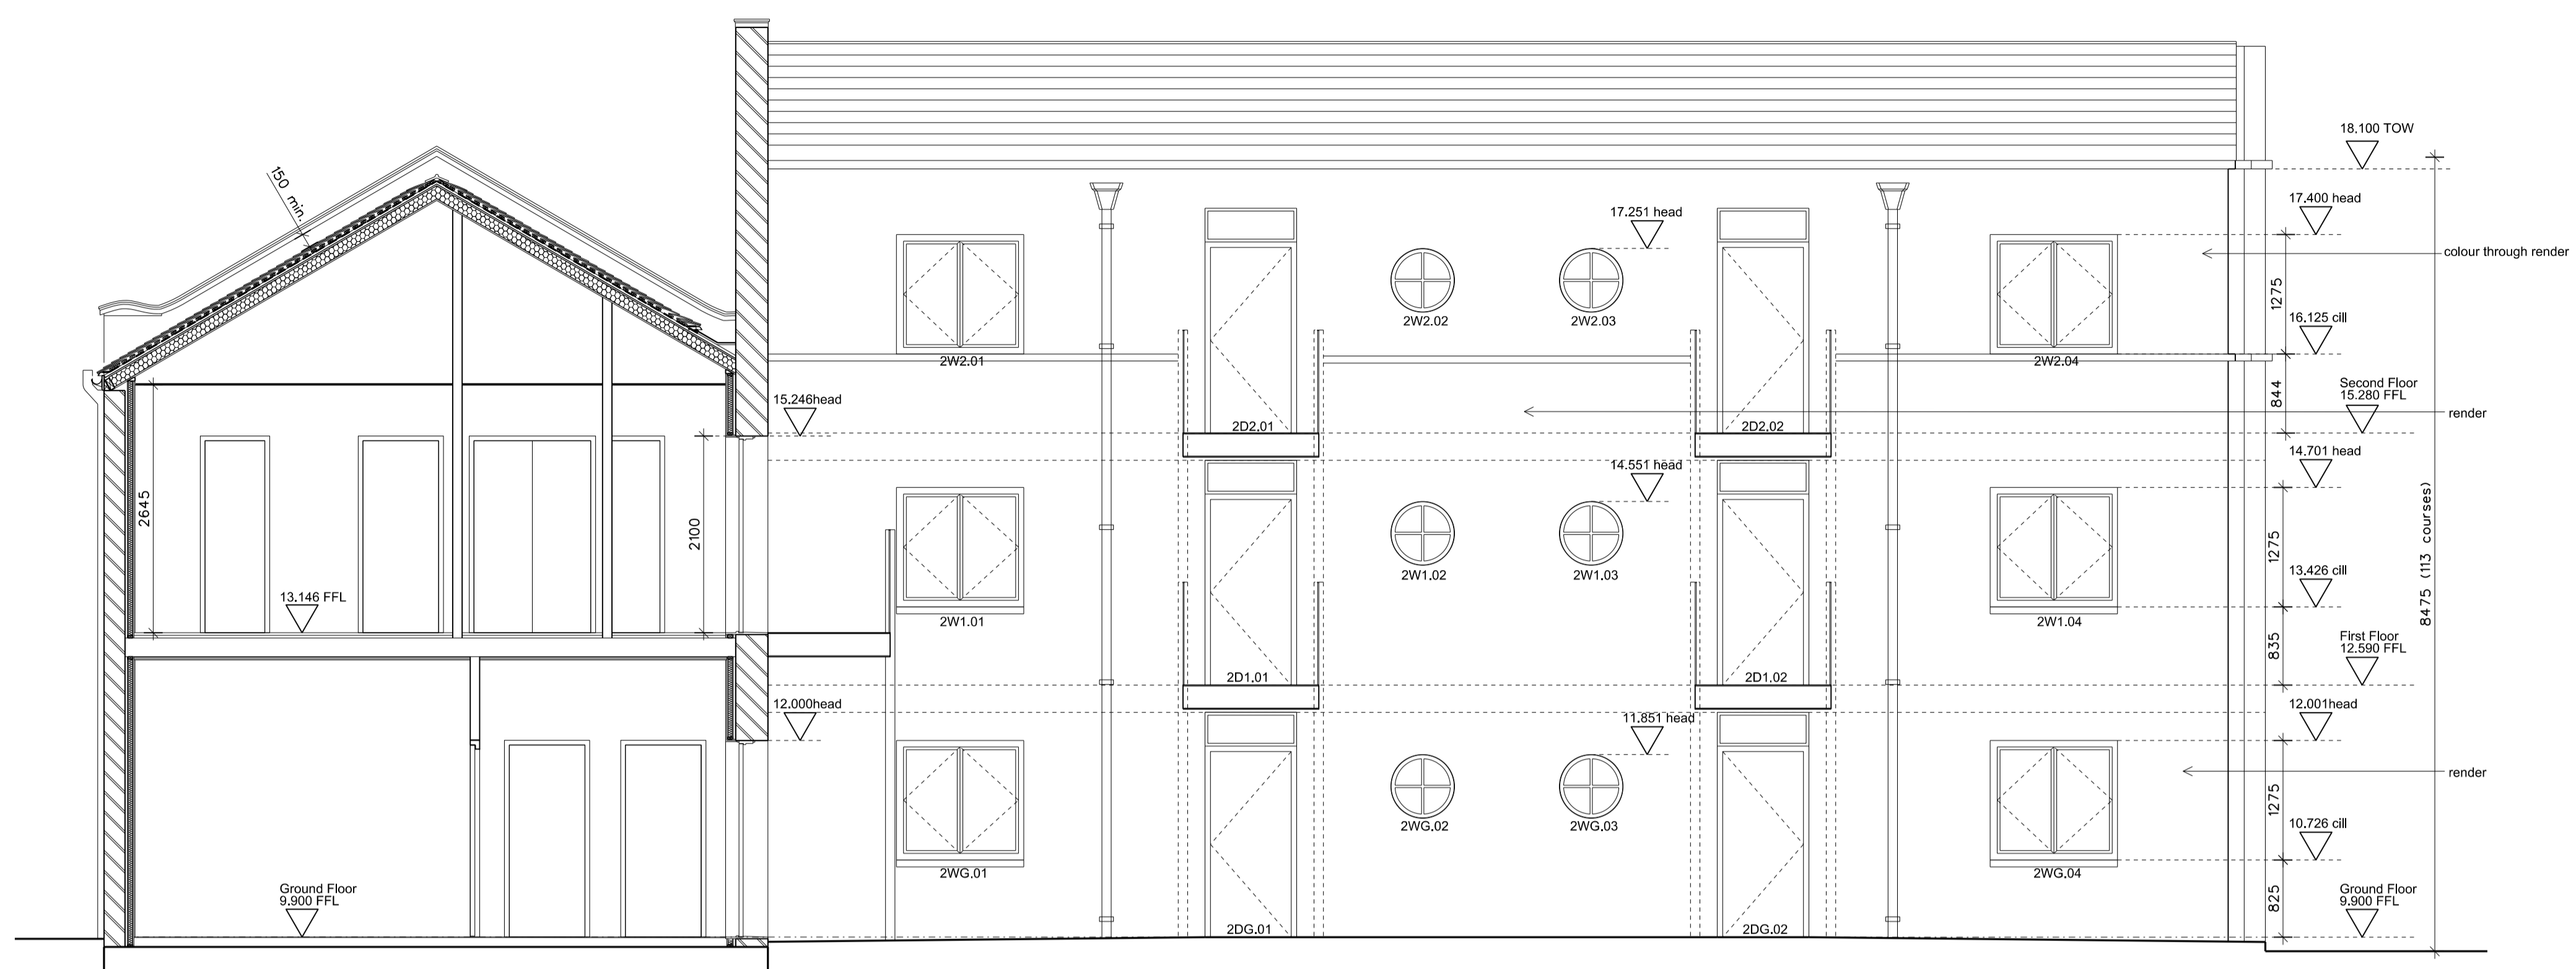 18.100 TOW
150 min.
17.400 head
17.251 head
colour through render
1275
16.125 cill
2W2.02
2W2.03
2W2.01
2W2.04
Second Floor
15.280 FFL
844
15.246head
render
2D2.01
2D2.02
14.701 head
14.551 head
2645
2100
8475 (113 courses)
1275
13.426 cill
2W1.02
2W1.03
13.146 FFL
2W1.01
2W1.04
First Floor
12.590 FFL
835
2D1.01
2D1.02
12.000head
12.001head
11.851 head
render
1275
10.726 cill
2WG.02
2WG.03
2WG.01
2WG.04
Ground Floor
9.900 FFL
Ground Floor
9.900 FFL
825
2DG.01
2DG.02